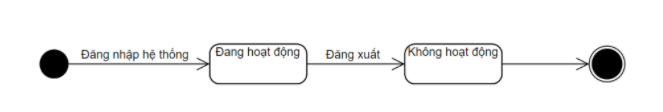 Đăng nhập hệ thống
Đang hoạt động
Đăng xuất
Không hoạt động